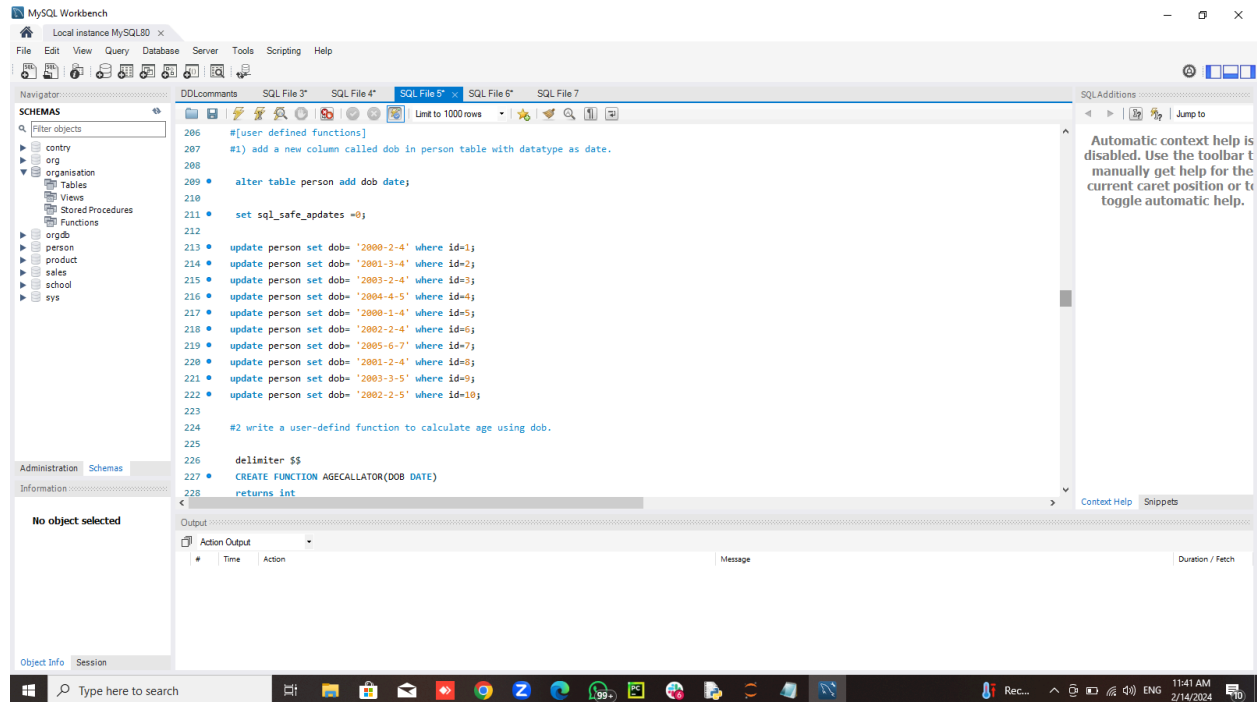 MySQL Workbench
Local instance MySQL80
File Edit View Query Database Server Tools Scripting Help
Navigator
SCHEMAS
Filter objects
contry
org
organisation
Tables
Views
Stored Procedures
Functions
orgdb
person
product
sales
school
sys
Administration Schemas
Information
No object selected
Object Info Session
DDLcommants SQL File 3* SQL File 4* SQL File 5* SQL File 6* SQL File 7
Limit to 1000 rows
206 #[user defined functions]
207 #1) add a new column called dob in person table with datatype as date.
208
209 alter table person add dob date;
210
211 set sql_safe_apdates =0;
212
213 update person set dob= '2000-2-4' where id=1;
214 update person set dob= '2001-3-4' where id=2;
215 update person set dob= '2003-2-4' where id=3;
216 update person set dob= '2004-4-5' where id=4;
217 update person set dob= '2000-1-4' where id=5;
218 update person set dob= '2002-2-4' where id=6;
219 update person set dob= '2005-6-7' where id=7;
220 update person set dob= '2001-2-4' where id=8;
221 update person set dob= '2003-3-5' where id=9;
222 update person set dob= '2002-2-5' where id=10;
223
224 #2 write a user-defind function to calculate age using dob.
225
226 delimiter $$
227 CREATE FUNCTION AGECALLATOR(DOB DATE)
228 returns int
Output
Action Output
# Time Action Message Duration / Fetch
SQLAdditions
Jump to
Automatic context help is
disabled. Use the toolbar t
manually get help for the
current caret position or to
toggle automatic help.
Context Help Snippets
Type here to search
99+
PC
Rec...
ENG
11:41 AM
2/14/2024
10